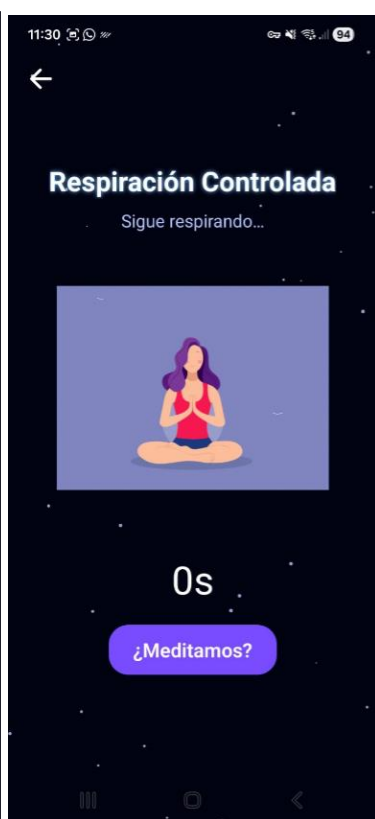 11:30
94
Respiración Controlada
Sigue respirando...
0s
¿Meditamos?